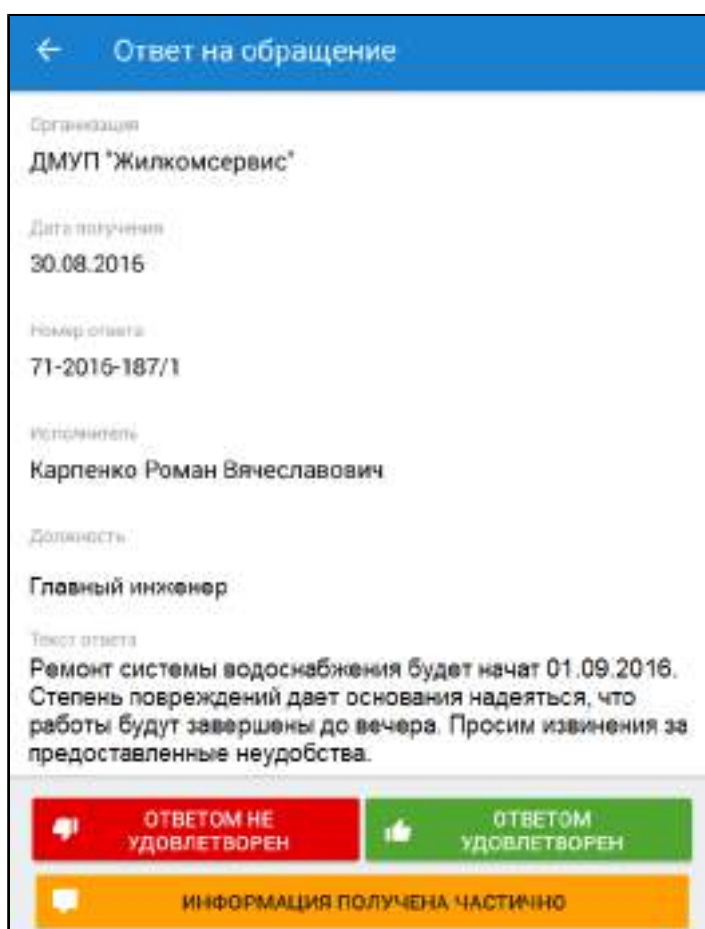 Ответ на обращение
Организация
ДМУП "Жилкомсервис"
Дата получения
30.08.2016
Номер ответа
71-2016-187/1
Исполнитель
Карпенко Роман Вячеславович
Должность
Главный инженер
Текст ответа
Ремонт системы водоснабжения будет начат 01.09.2016.
Степень повреждений дает основания надеяться, что
работы будут завершены до вечера. Просим извинения за
предоставленные неудобства.
ОТВЕТОМ НЕ
УДОВЛЕТВОРЕН
ОТВЕТОМ
УДОВЛЕТВОРЕН
ИНФОРМАЦИЯ ПОЛУЧЕНА ЧАСТИЧНО